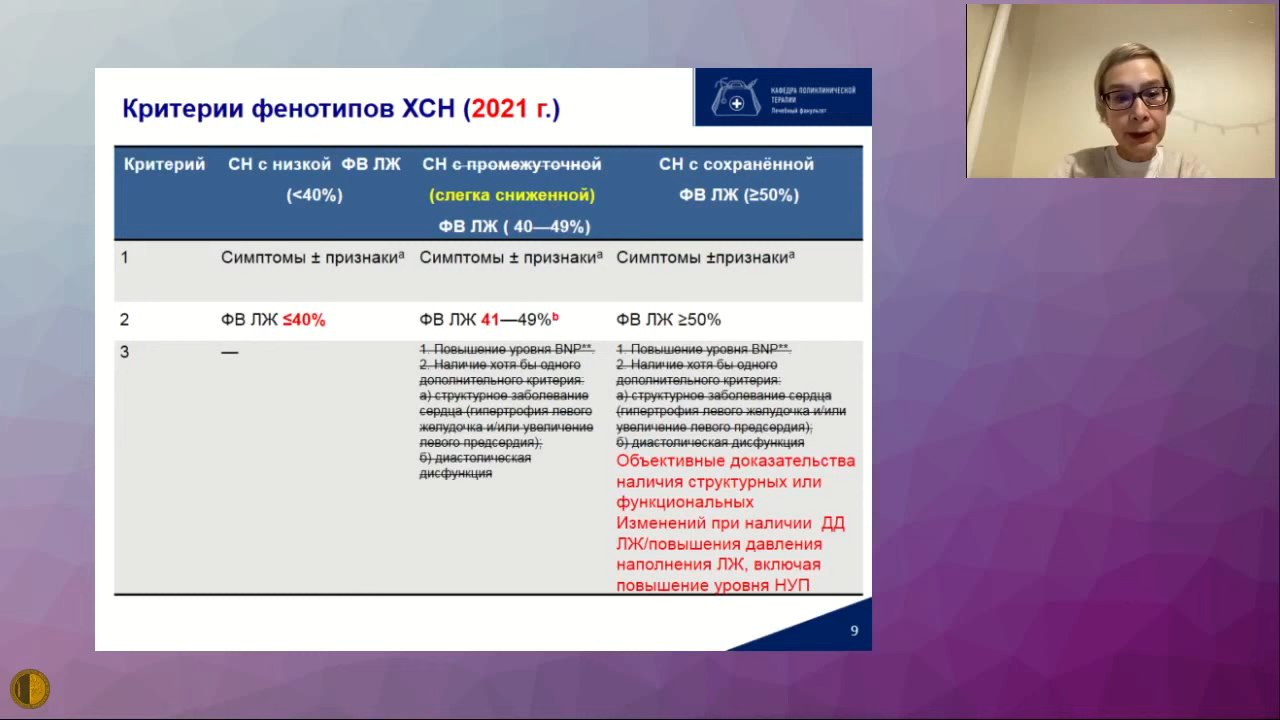 КАФЕДРА ПОЛИКЛИНИЧЕСКОЙ
ТЕРАПИИ
Лечебный факультет
Критерии фенотипов ХСН (2021 г.)
Критерий
СН с низкой ФВ ЛЖ
(<40%)
СН с промежуточной
(слегка сниженной)
ФВ ЛЖ ( 40—49%)
СН с сохранённой
ФВ ЛЖ (≥50%)
1
Симптомы ± признакиᵃ
Симптомы ± признакиᵃ
Симптомы ±признакиᵃ
2
ФВ ЛЖ ≤40%
ФВ ЛЖ 41—49%ᵇ
ФВ ЛЖ ≥50%
3
—
1. Повышение уровня BNP**.
2. Наличие хотя бы одного
дополнительного критерия:
а) структурное заболевание
сердца (гипертрофия левого
желудочка и/или увеличение
левого предсердия);
б) диастолическая
дисфункция
1. Повышение уровня BNP**.
2. Наличие хотя бы одного
дополнительного критерия:
а) структурное заболевание сердца
(гипертрофия левого желудочка и/или
увеличение левого предсердия);
б) диастолическая дисфункция
Объективные доказательства
наличия структурных или
функциональных
Изменений при наличии ДД
ЛЖ/повышения давления
наполнения ЛЖ, включая
повышение уровня НУП
9